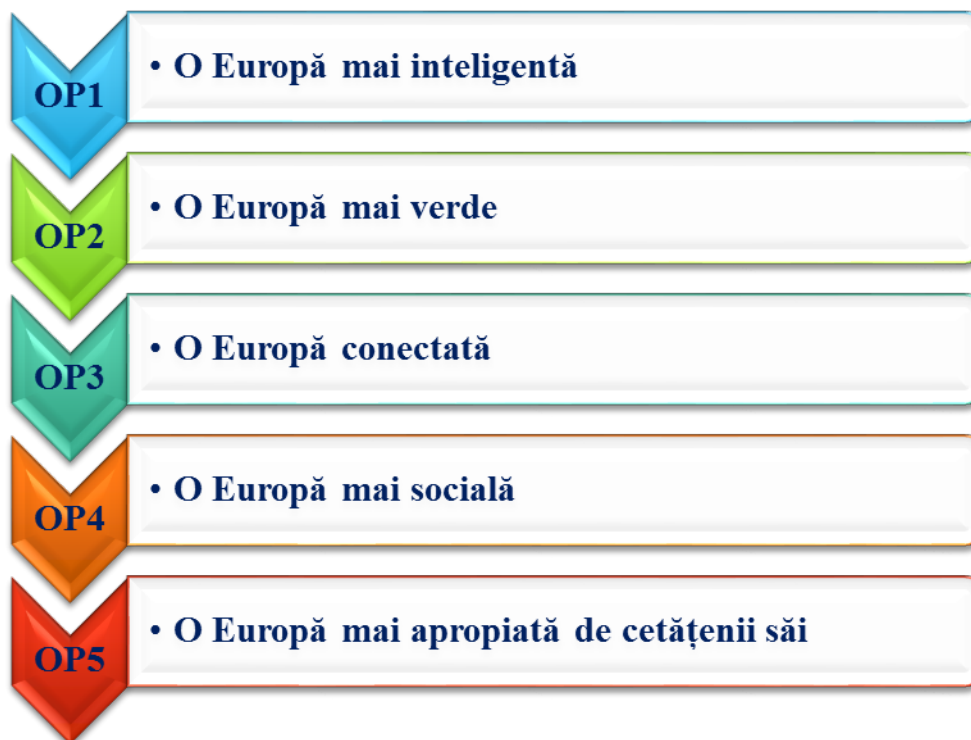 OP1
• O Europă mai inteligentă
OP2
• O Europă mai verde
OP3
• O Europă conectată
OP4
• O Europă mai socială
OP5
• O Europă mai apropiată de cetățenii săi